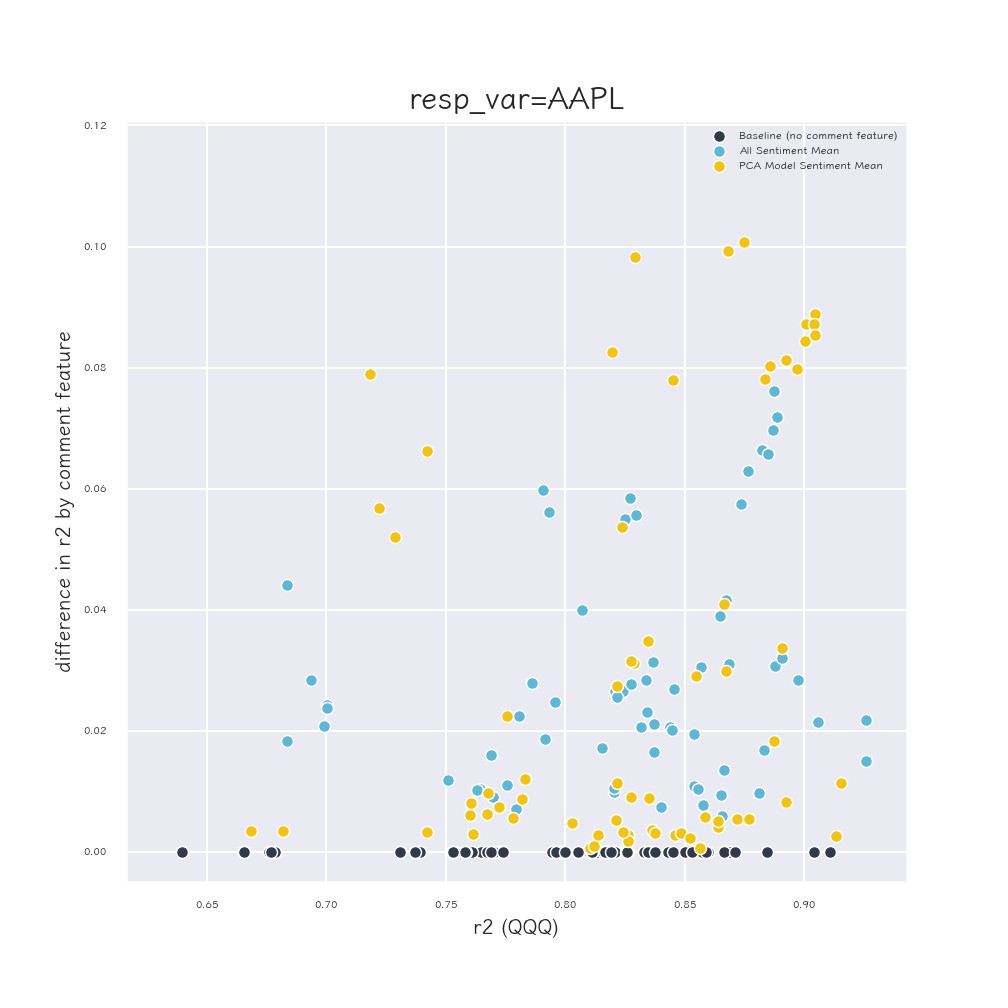 resp_var=AAPL
0.12
Baseline (no comment feature)
All Sentiment Mean
PCA Model Sentiment Mean
0.10
0.08
0.06
0.04
0.02
0.00
difference in r2 by comment feature
0.65 0.70 0.75 0.80 0.85 0.90
r2 (QQQ)